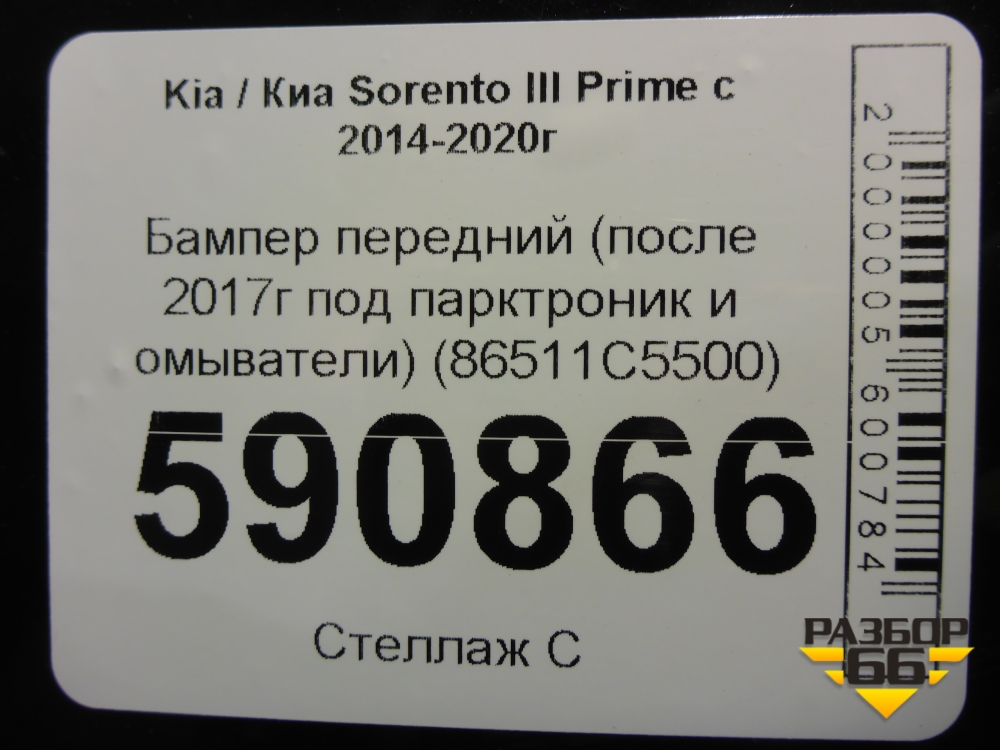 Kia / Киа Sorento III Prime с
2014-2020г
Бампер передний (после
2017г под парктроник и
омыватели) (86511C5500)
590866
Стеллаж С
2000005600784
РАЗБОР
66